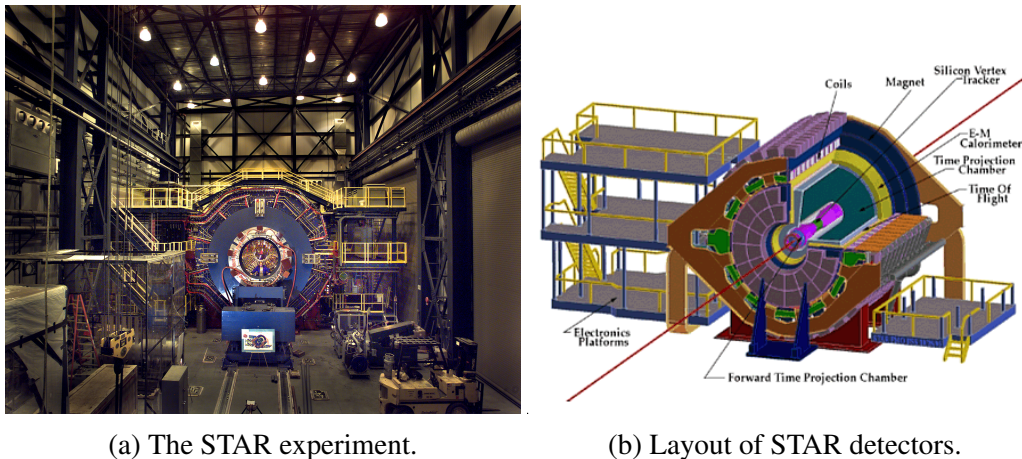 Coils
Magnet
Silicon Vertex
Tracker
E-M
Calorimeter
Time Projection
Chamber
Time Of
Flight
Electronics
Platforms
Forward Time Projection Chamber
(a) The STAR experiment.
(b) Layout of STAR detectors.